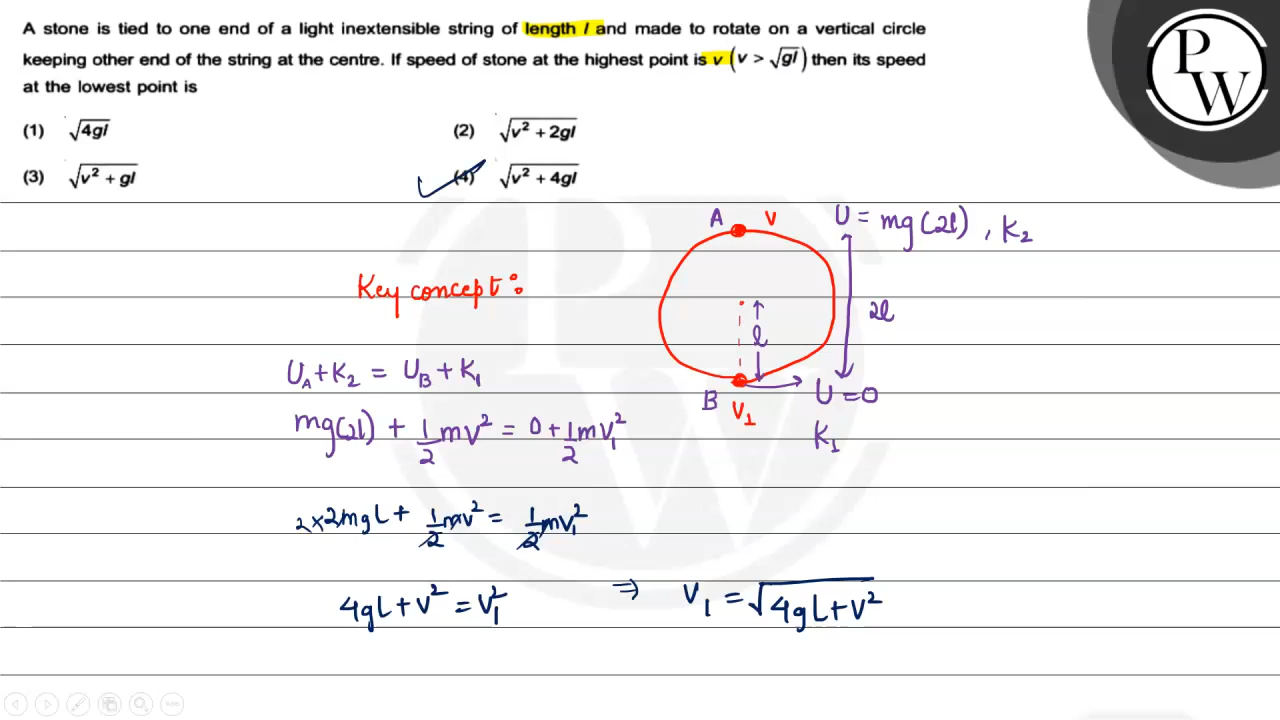 A stone is tied to one end of a light inextensible string of length l and made to rotate on a vertical circle
keeping other end of the string at the centre. If speed of stone at the highest point is v (v > √gl) then its speed
at the lowest point is
(1) √4gl
(2) √v² + 2gl
(3) √v² + gl
(4) √v² + 4gl
P
W
A V U = mg(2l) , K₂
Key concept :
l
2l
U_A + K₂ = U_B + K₁
B V₁ U = 0
K₁
mg(2l) + 1/2 mv² = 0 + 1/2 mv₁²
2 × 2mgL + 1/2 mv² = 1/2 mv₁²
4gL + v² = v₁² ⇒ v₁ = √4gL + v²